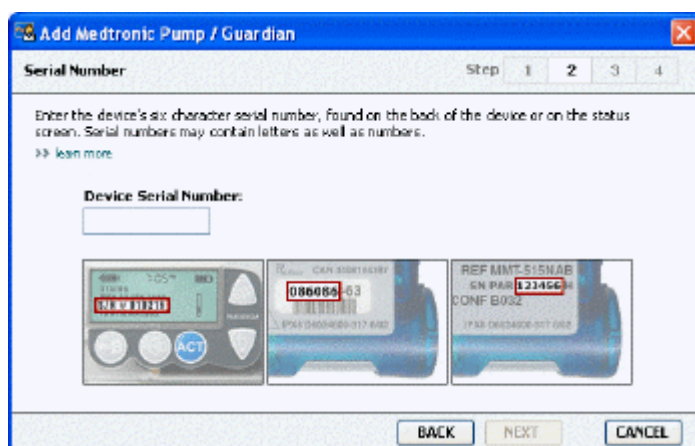 Add Medtronic Pump / Guardian
Serial Number
Step 1 2 3 4
Enter the device's six character serial number, found on the back of the device or on the status
screen. Serial numbers may contain letters as well as numbers.
>> learn more
Device Serial Number:
ACT
086086-63
REF MMT-515NAB
SN PAR 123456
CONF B032
BACK NEXT CANCEL